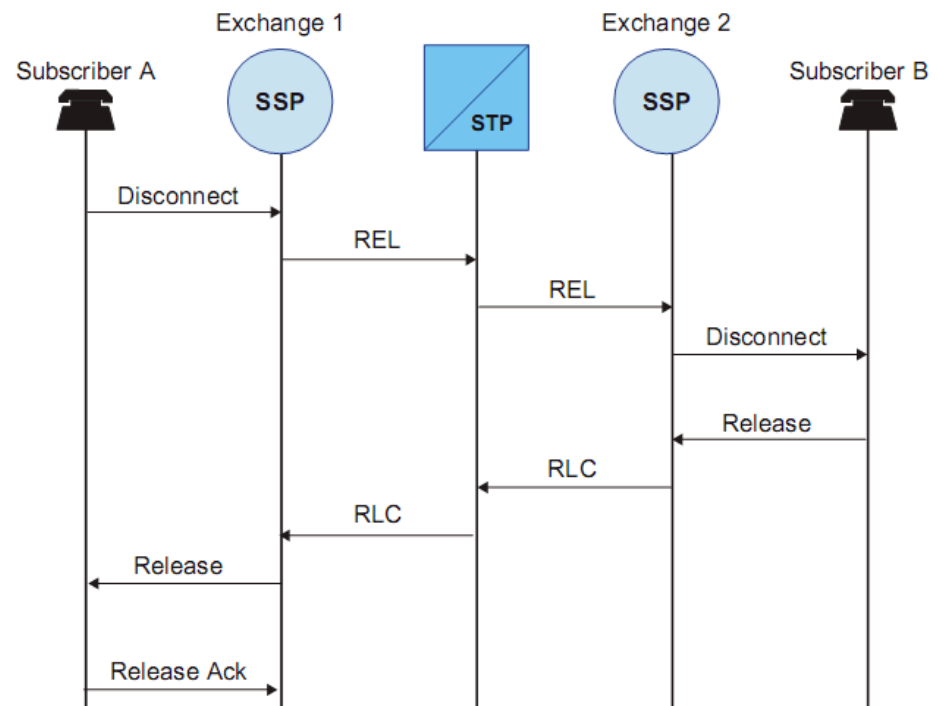 Exchange 1
Exchange 2
Subscriber A
Subscriber B
SSP
STP
SSP
Disconnect
REL
REL
Disconnect
Release
RLC
RLC
Release
Release Ack